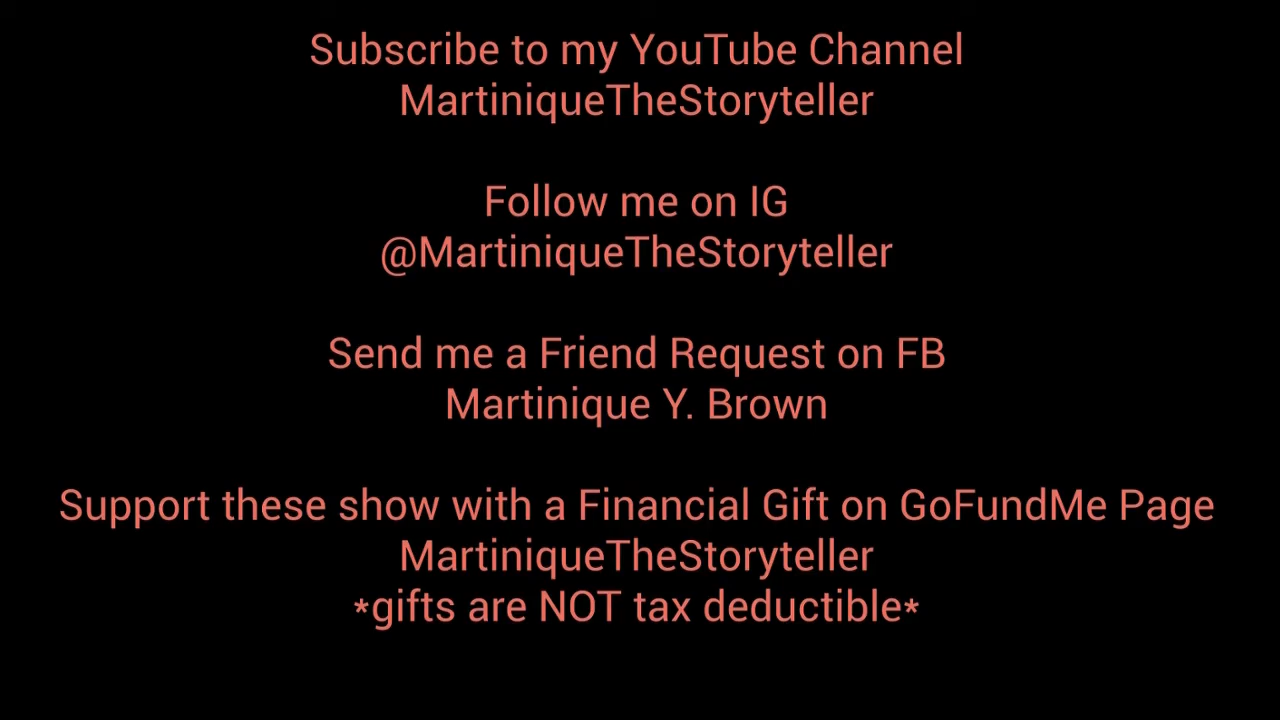 Subscribe to my YouTube Channel
MartiniqueTheStoryteller
Follow me on IG
@MartiniqueTheStoryteller
Send me a Friend Request on FB
Martinique Y. Brown
Support these show with a Financial Gift on GoFundMe Page
MartiniqueTheStoryteller
*gifts are NOT tax deductible*